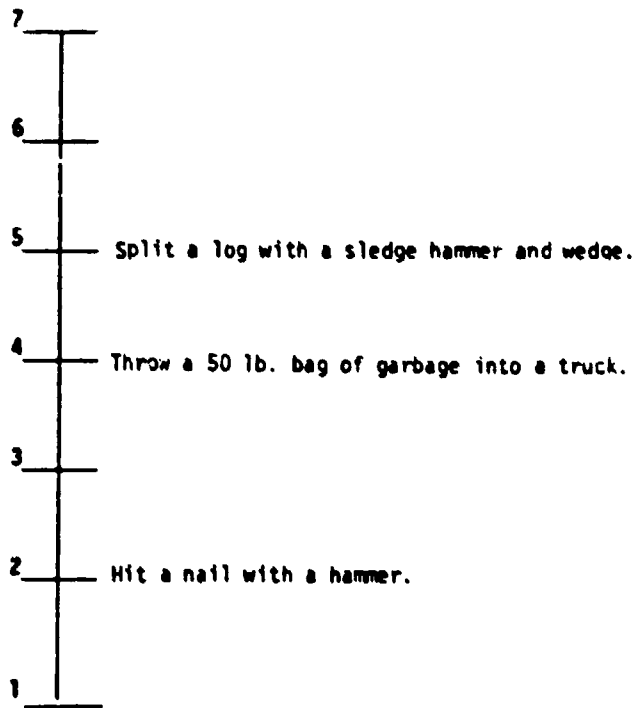 7
6
5 Split a log with a sledge hammer and wedge.
4 Throw a 50 lb. bag of garbage into a truck.
3
2 Hit a nail with a hammer.
1